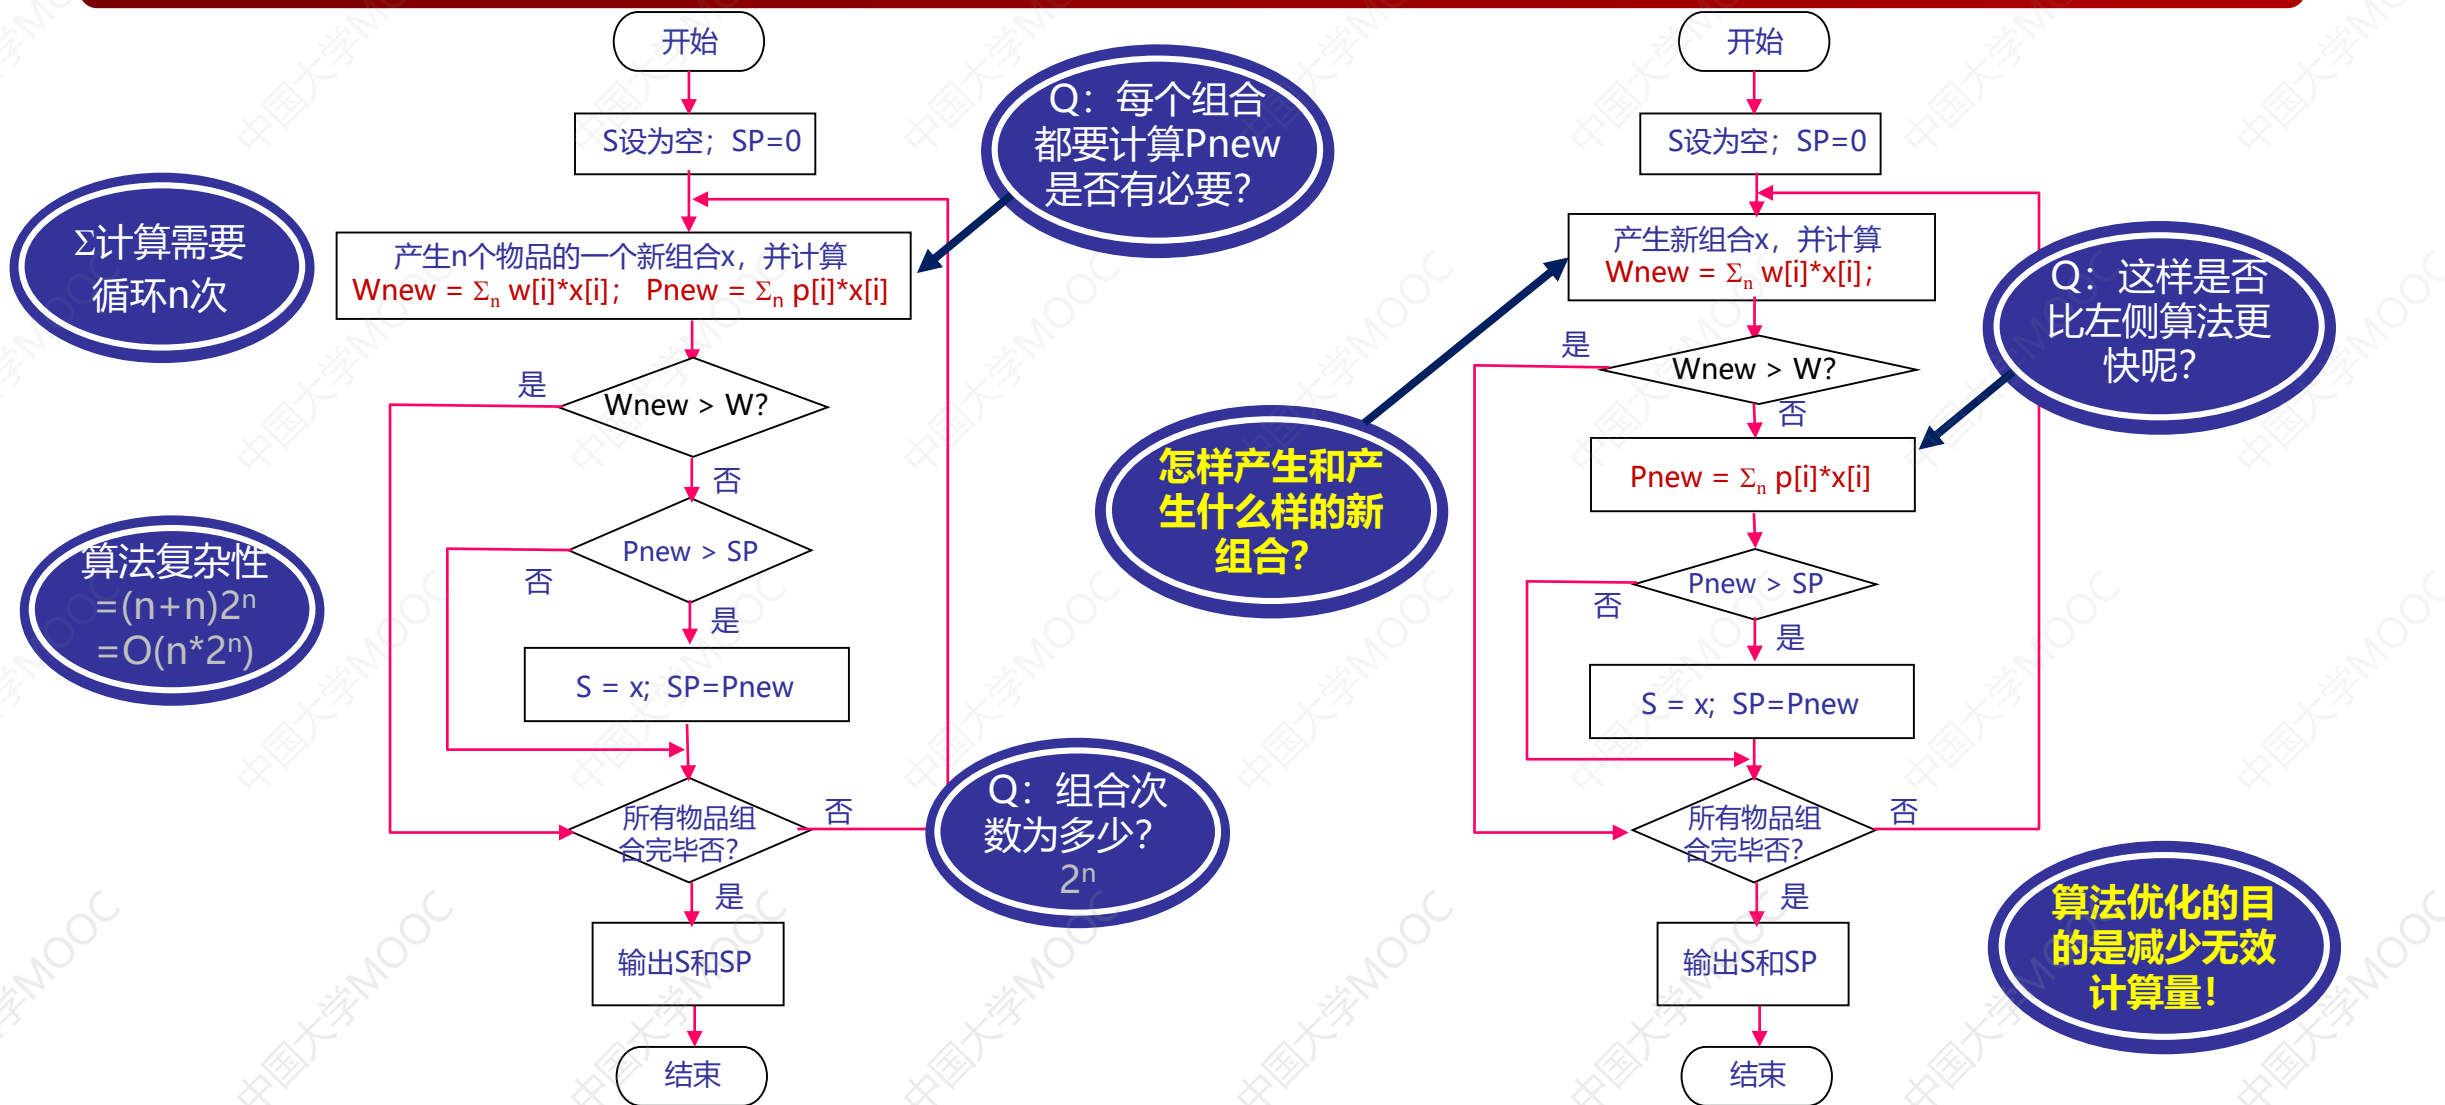 开始
S设为空；SP=0
产生n个物品的一个新组合x，并计算
Wnew = Σn w[i]*x[i]； Pnew = Σn p[i]*x[i]
是
Wnew > W?
否
Pnew > SP
否
是
S = x; SP=Pnew
所有物品组
合完毕否?
否
是
输出S和SP
结束
Σ计算需要
循环n次
算法复杂性
=(n+n)2ⁿ
=O(n*2ⁿ)
Q：每个组合
都要计算Pnew
是否有必要？
Q：组合次
数为多少？
2ⁿ
开始
S设为空；SP=0
产生新组合x，并计算
Wnew = Σn w[i]*x[i]；
是
Wnew > W?
否
Pnew = Σn p[i]*x[i]
Pnew > SP
否
是
S = x; SP=Pnew
所有物品组
合完毕否?
否
是
输出S和SP
结束
怎样产生和产
生什么样的新
组合？
Q：这样是否
比左侧算法更
快呢？
算法优化的目
的是减少无效
计算量！
中国大学MOOC